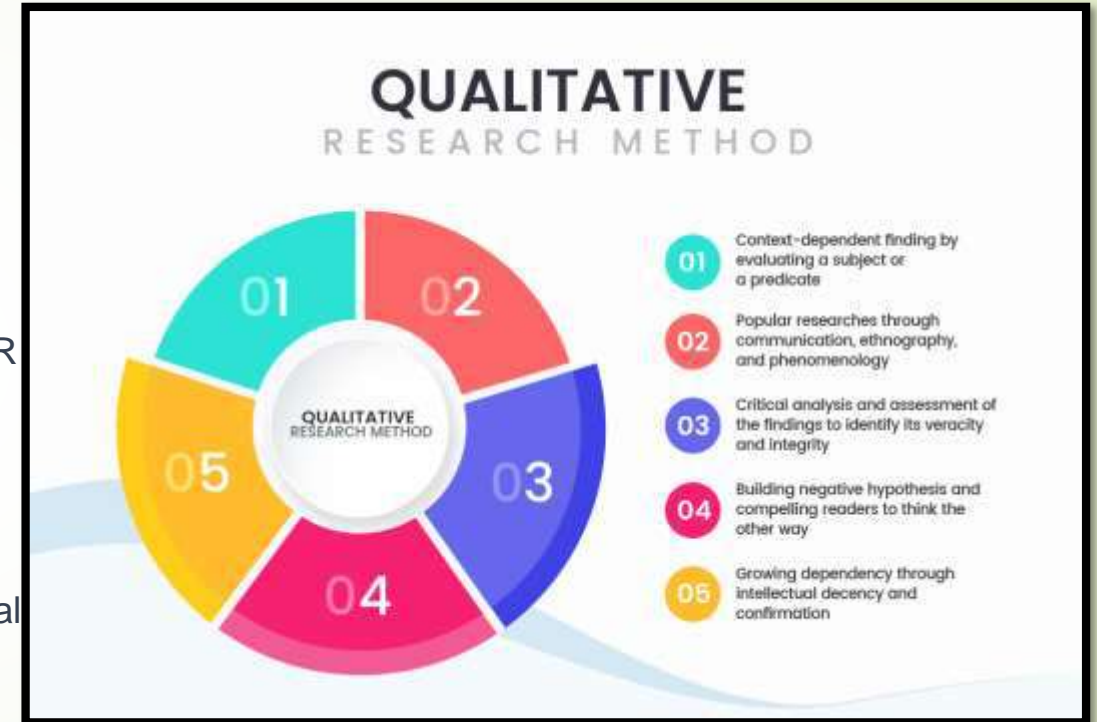 QUALITATIVE
RESEARCH METHOD
01
02
03
04
05
QUALITATIVE
RESEARCH METHOD
01
Context-dependent finding by
evaluating a subject or
a predicate
02
Popular researches through
communication, ethnography,
and phenomenology
03
Critical analysis and assessment of
the findings to identify its veracity
and integrity
04
Building negative hypothesis and
compelling readers to think the
other way
05
Growing dependency through
intellectual decency and
confirmation
R
al